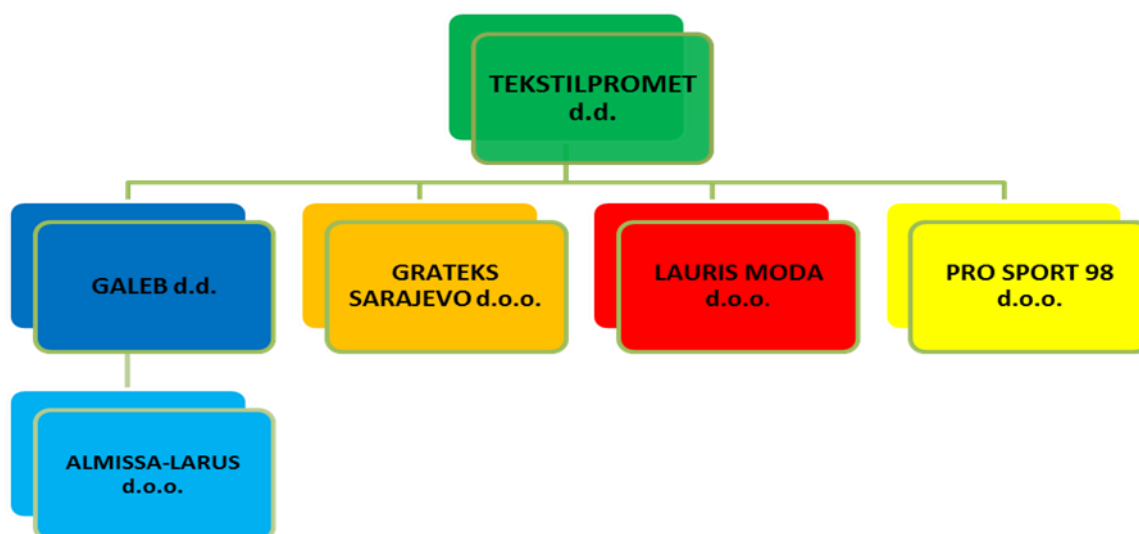 TEKSTILPROMET
d.d.
GALEB d.d.
GRATEKS
SARAJEVO d.o.o.
LAURIS MODA
d.o.o.
PRO SPORT 98
d.o.o.
ALMISSA-LARUS
d.o.o.